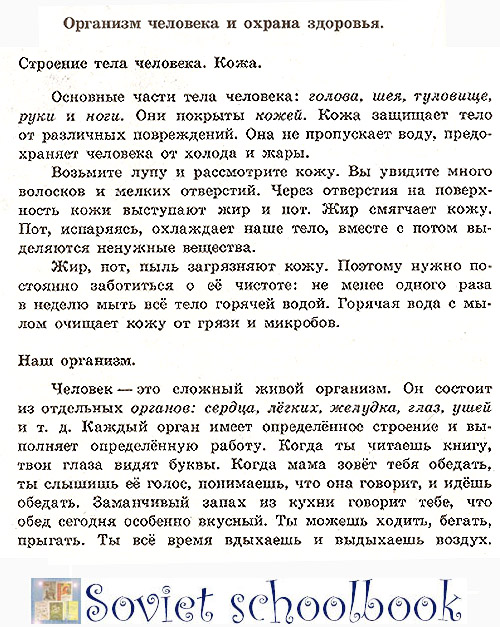 Организм человека и охрана здоровья.
Строение тела человека. Кожа.
Основные части тела человека: голова, шея, туловище,
руки и ноги. Они покрыты кожей. Кожа защищает тело
от различных повреждений. Она не пропускает воду, предо-
храняет человека от холода и жары.
Возьмите лупу и рассмотрите кожу. Вы увидите много
волосков и мелких отверстий. Через отверстия на поверх-
ность кожи выступают жир и пот. Жир смягчает кожу.
Пот, испаряясь, охлаждает наше тело, вместе с потом вы-
деляются ненужные вещества.
Жир, пот, пыль загрязняют кожу. Поэтому нужно по-
стоянно заботиться о её чистоте: не менее одного раза
в неделю мыть всё тело горячей водой. Горячая вода с мы-
лом очищает кожу от грязи и микробов.
Наш организм.
Человек — это сложный живой организм. Он состоит
из отдельных органов: сердца, лёгких, желудка, глаз, ушей
и т. д. Каждый орган имеет определённое строение и вы-
полняет определённую работу. Когда ты читаешь книгу,
твои глаза видят буквы. Когда мама зовёт тебя обедать,
ты слышишь её голос, понимаешь, что она говорит, и идёшь
обедать. Заманчивый запах из кухни говорит тебе, что
обед сегодня особенно вкусный. Ты можешь ходить, бегать,
прыгать. Ты всё время вдыхаешь и выдыхаешь воздух.
Soviet schoolbook